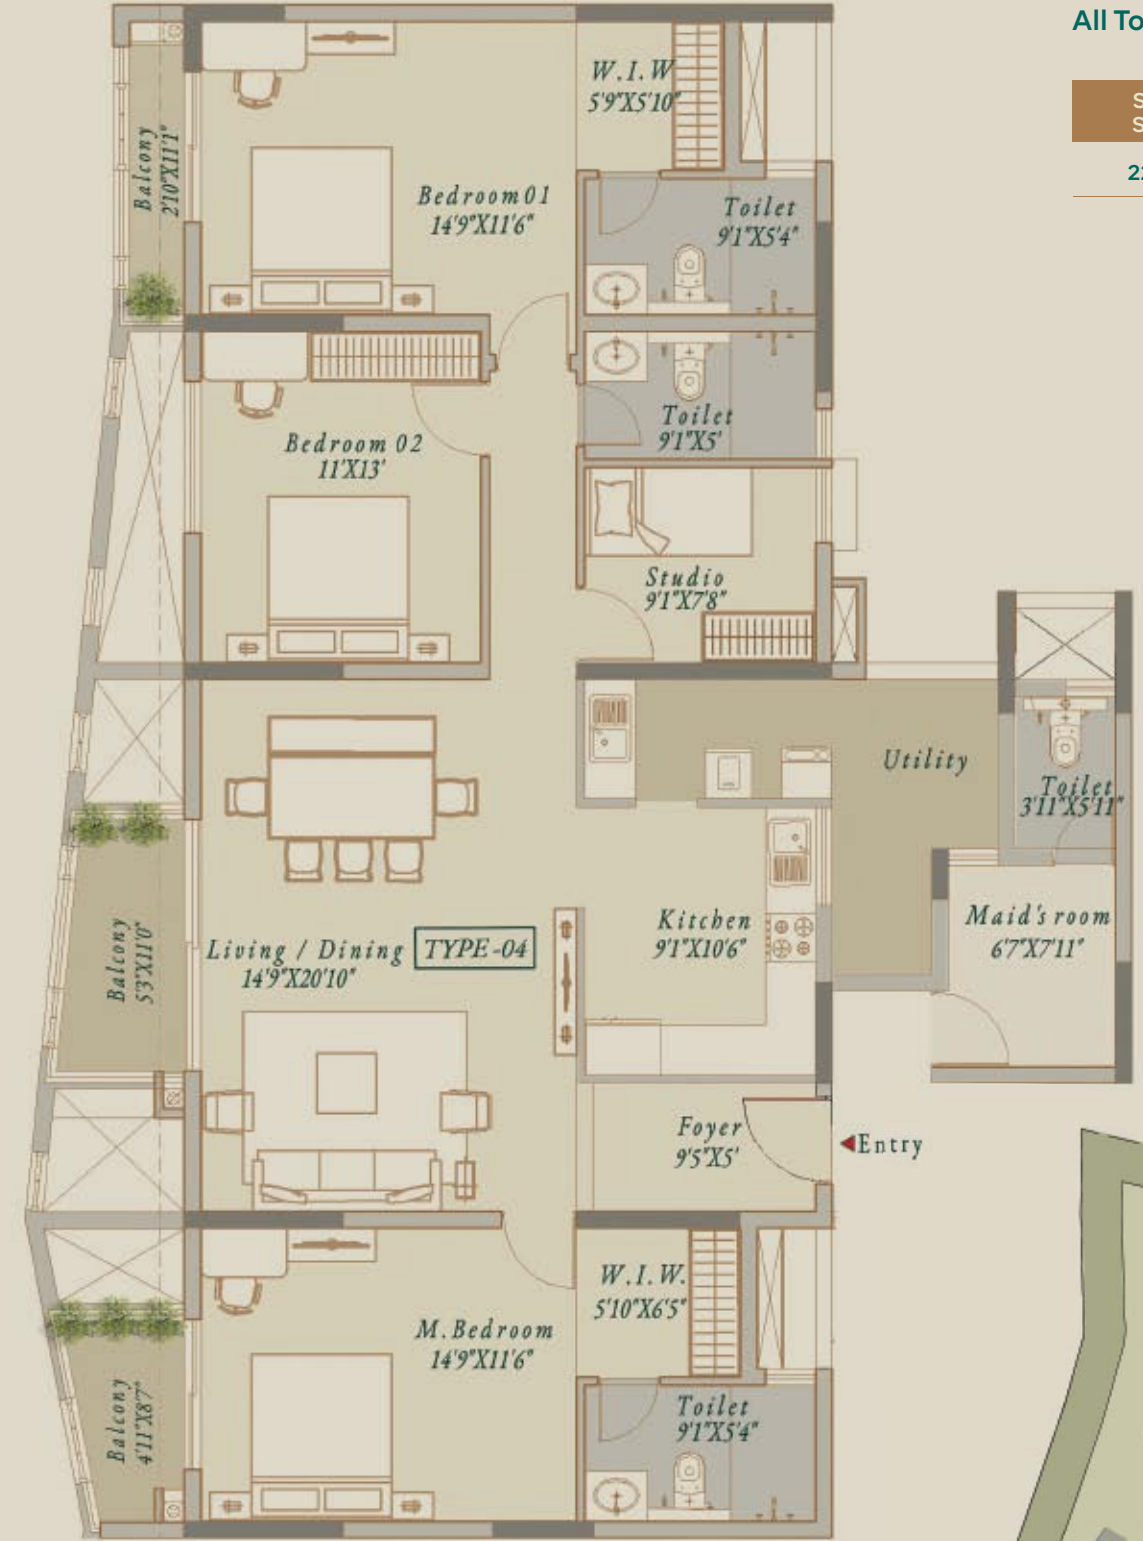 All To
S
S
22
W.I.W
5'9"X5'10"
Balcony
2'10"X11'1"
Bedroom 01
14'9"X11'6"
Toilet
9'1"X5'4"
Toilet
9'1"X5'
Bedroom 02
11'X13'
Studio
9'1"X7'8"
Utility
Toilet
3'11"X5'11"
Balcony
5'3"X11'0"
Living / Dining
14'9"X20'10"
TYPE-04
Kitchen
9'1"X10'6"
Maid's room
6'7"X7'11"
Foyer
9'5"X5'
Entry
W.I.W.
5'10"X6'5"
M.Bedroom
14'9"X11'6"
Balcony
4'11"X8'7"
Toilet
9'1"X5'4"